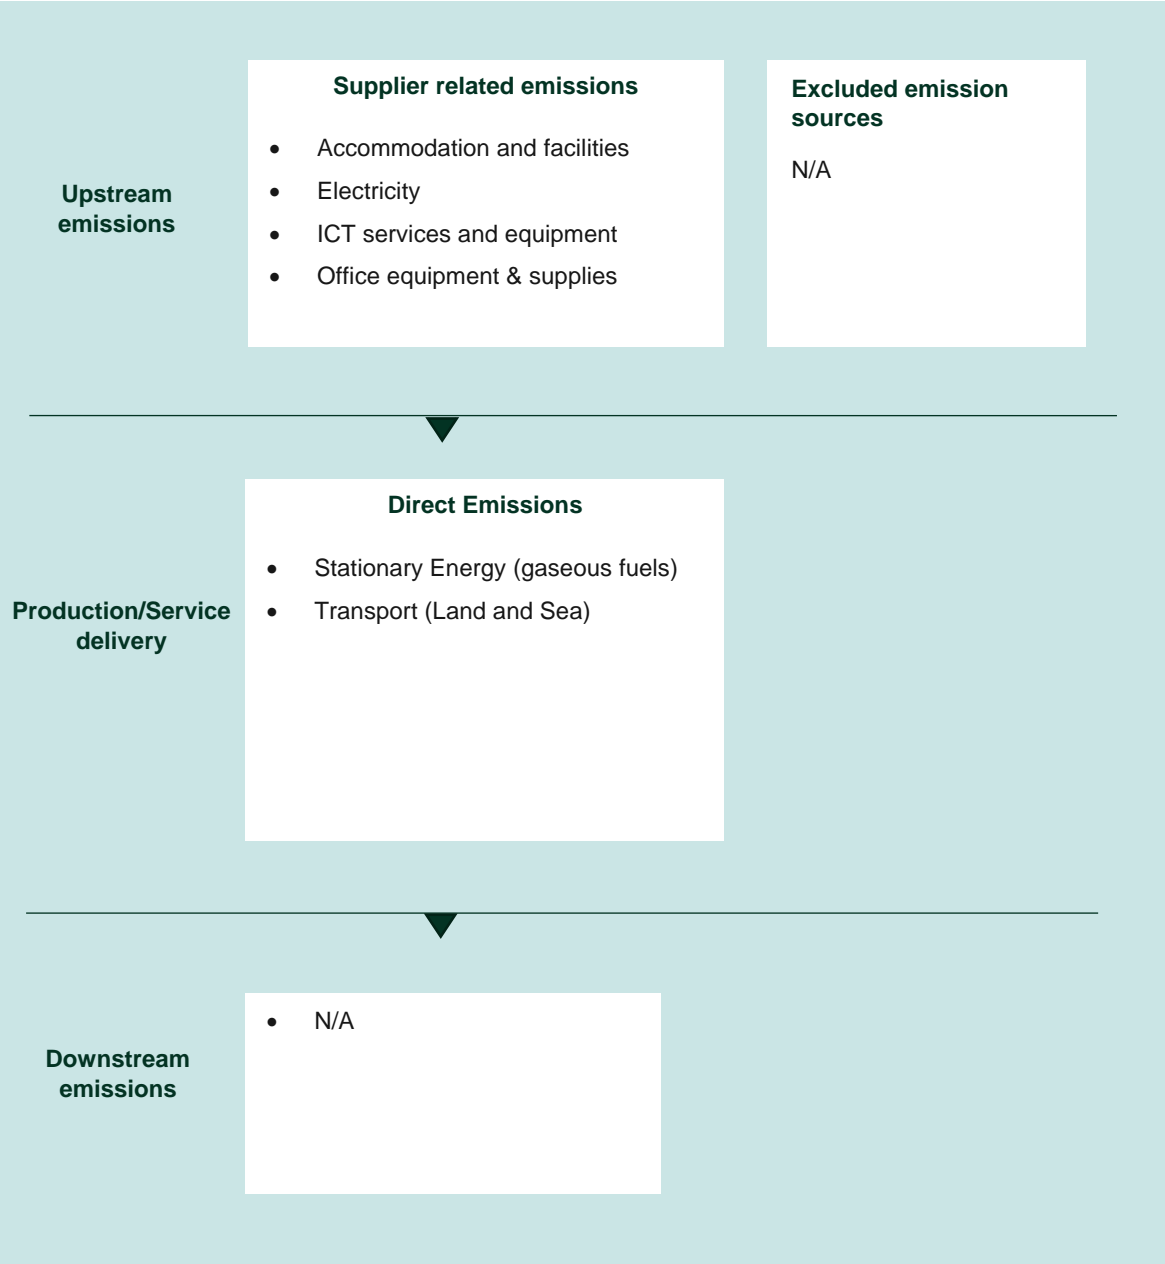 Supplier related emissions
• Accommodation and facilities
• Electricity
• ICT services and equipment
• Office equipment & supplies
Excluded emission
sources
N/A
Upstream
emissions
Direct Emissions
• Stationary Energy (gaseous fuels)
• Transport (Land and Sea)
Production/Service
delivery
• N/A
Downstream
emissions